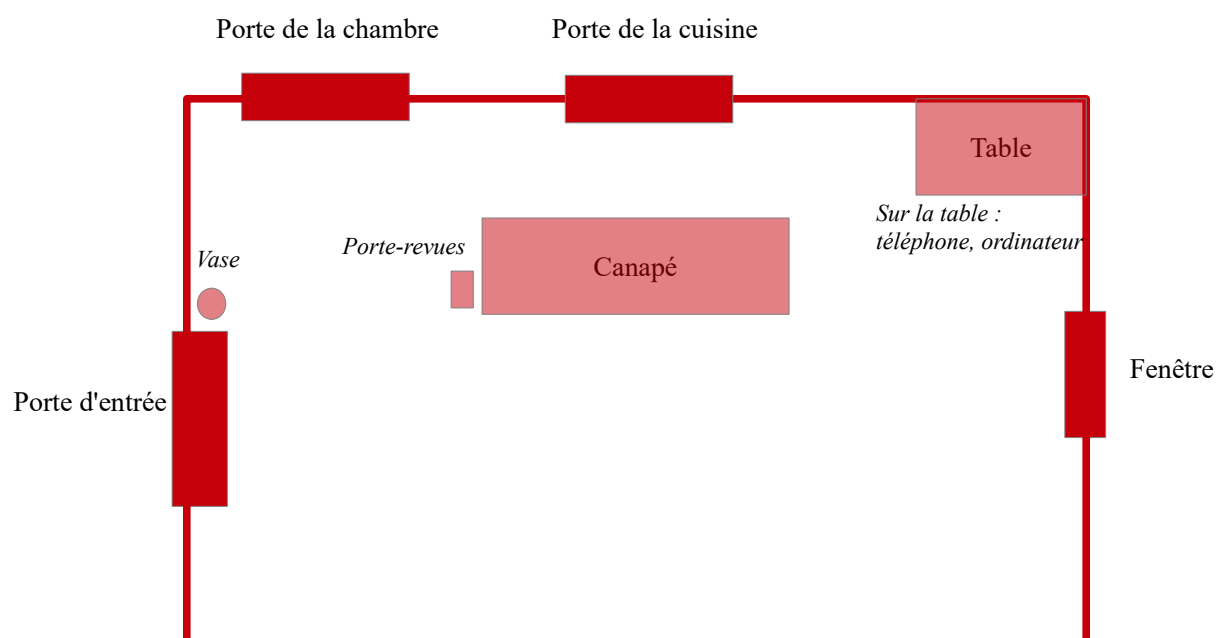 Porte de la chambre
Porte de la cuisine
Table
Sur la table :
téléphone, ordinateur
Porte-revues
Vase
Canapé
Fenêtre
Porte d'entrée